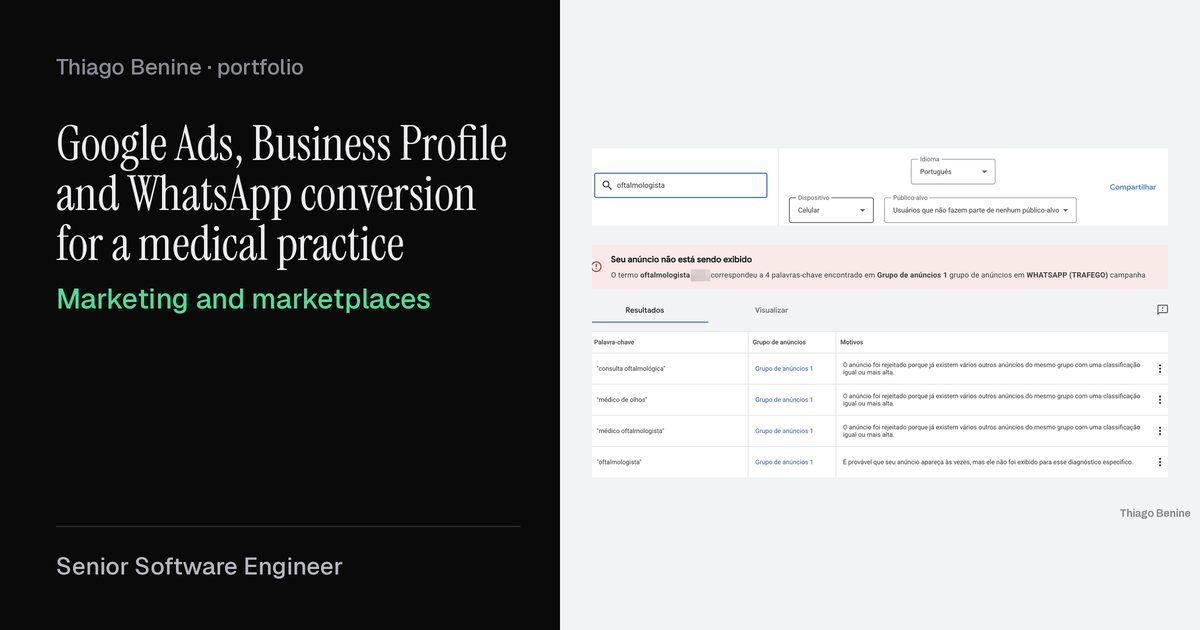 Thiago Benine · portfolio
Google Ads, Business Profile
and WhatsApp conversion
for a medical practice
Marketing and marketplaces
Senior Software Engineer
oftalmologista
Idioma
Português
Dispositivo
Celular
Público-alvo
Usuários que não fazem parte de nenhum público-alvo
Compartilhar
Seu anúncio não está sendo exibido
O termo oftalmologista correspondeu a 4 palavras-chave encontrado em Grupo de anúncios 1 grupo de anúncios em WHATSAPP (TRAFEGO) campanha
Resultados
Visualizar
Palavra-chave
Grupo de anúncios
Motivos
"consulta oftalmológica"
Grupo de anúncios 1
O anúncio foi rejeitado porque já existem vários outros anúncios do mesmo grupo com uma classificação
igual ou mais alta.
"médico de olhos"
Grupo de anúncios 1
O anúncio foi rejeitado porque já existem vários outros anúncios do mesmo grupo com uma classificação
igual ou mais alta.
"médico oftalmologista"
Grupo de anúncios 1
O anúncio foi rejeitado porque já existem vários outros anúncios do mesmo grupo com uma classificação
igual ou mais alta.
"oftalmologista"
Grupo de anúncios 1
É provável que seu anúncio apareça às vezes, mas ele não foi exibido para esse diagnóstico específico.
Thiago Benine